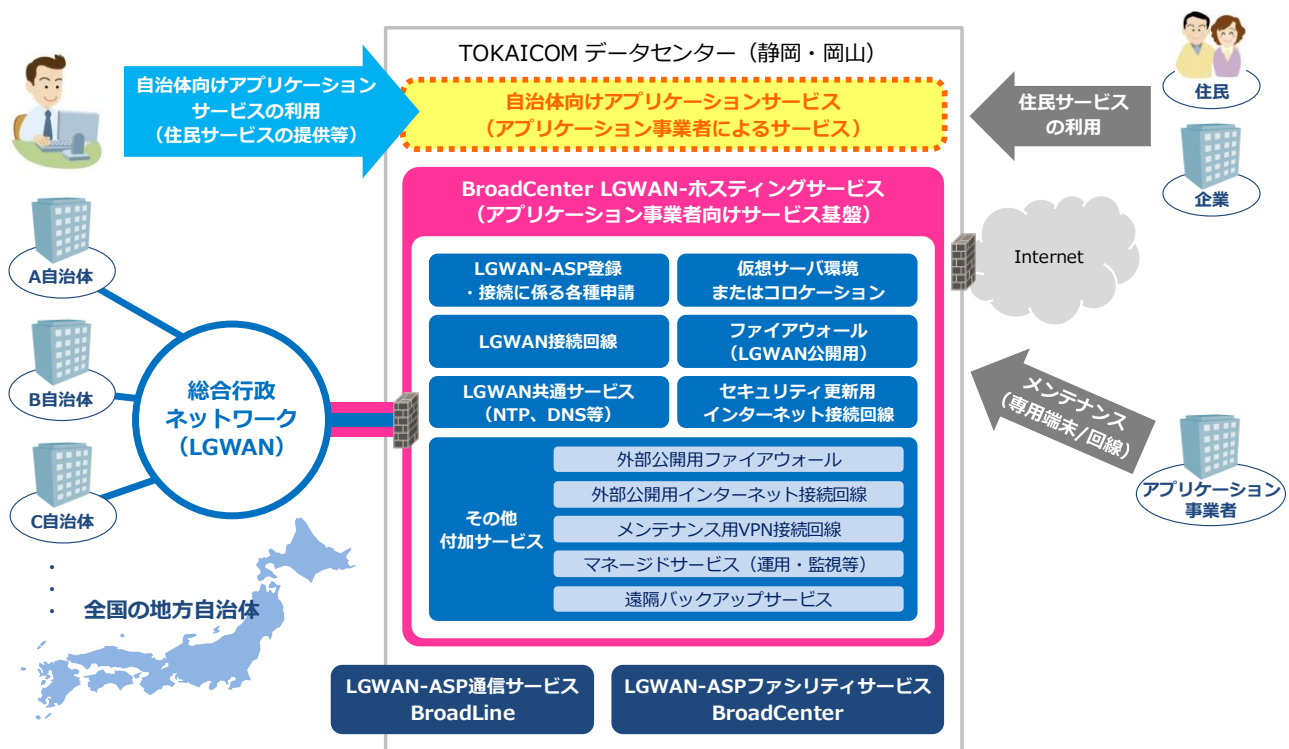 TOKAICOM データセンター（静岡・岡山）
自治体向けアプリケーション
サービスの利用
（住民サービスの提供等）
自治体向けアプリケーションサービス
（アプリケーション事業者によるサービス）
住民サービス
の利用
住民
企業
BroadCenter LGWAN-ホスティングサービス
（アプリケーション事業者向けサービス基盤）
A自治体
B自治体
C自治体
・
・
・
全国の地方自治体
総合行政
ネットワーク
（LGWAN）
LGWAN-ASP登録
・接続に係る各種申請
仮想サーバ環境
またはコロケーション
LGWAN接続回線
ファイアウォール
（LGWAN公開用）
LGWAN共通サービス
（NTP、DNS等）
セキュリティ更新用
インターネット接続回線
その他
付加サービス
外部公開用ファイアウォール
外部公開用インターネット接続回線
メンテナンス用VPN接続回線
マネージドサービス（運用・監視等）
遠隔バックアップサービス
Internet
メンテナンス
（専用端末/回線）
アプリケーション
事業者
LGWAN-ASP通信サービス
BroadLine
LGWAN-ASPファシリティサービス
BroadCenter